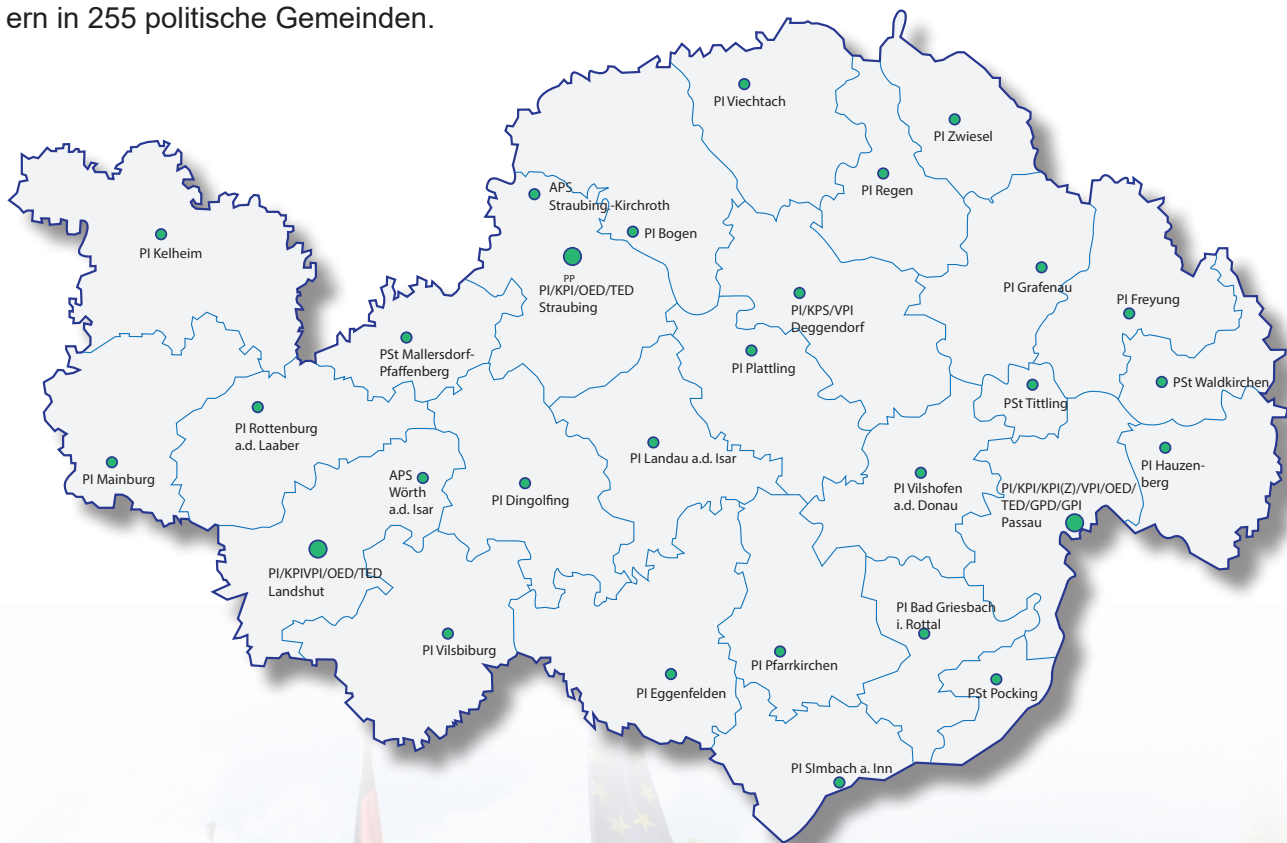 ern in 255 politische Gemeinden.
PI Viechtach
PI Zwiesel
PI Regen
APS
Straubing.-Kirchroth
PI Bogen
PI Kelheim
PP
PI/KPI/OED/TED
Straubing
PI Grafenau
PI Freyung
PI/KPS/VPI
Deggendorf
PSt Mallersdorf-
Pfaffenberg
PI Plattling
PSt Waldkirchen
PSt Tittling
PI Rottenburg
a.d. Laaber
PI Landau a.d. Isar
PI Mainburg
APS
Wörth
a.d. Isar
PI Dingolfing
PI Vilshofen
a.d. Donau
PI/KPI/KPI(Z)/VPI/OED/
TED/GPD/GPI
Passau
PI Hauzen-
berg
PI/KPIVPI/OED/TED
Landshut
PI Bad Griesbach
i. Rottal
PI Vilsbiburg
PI Pfarrkirchen
PI Eggenfelden
PSt Pocking
PI SImbach a. Inn